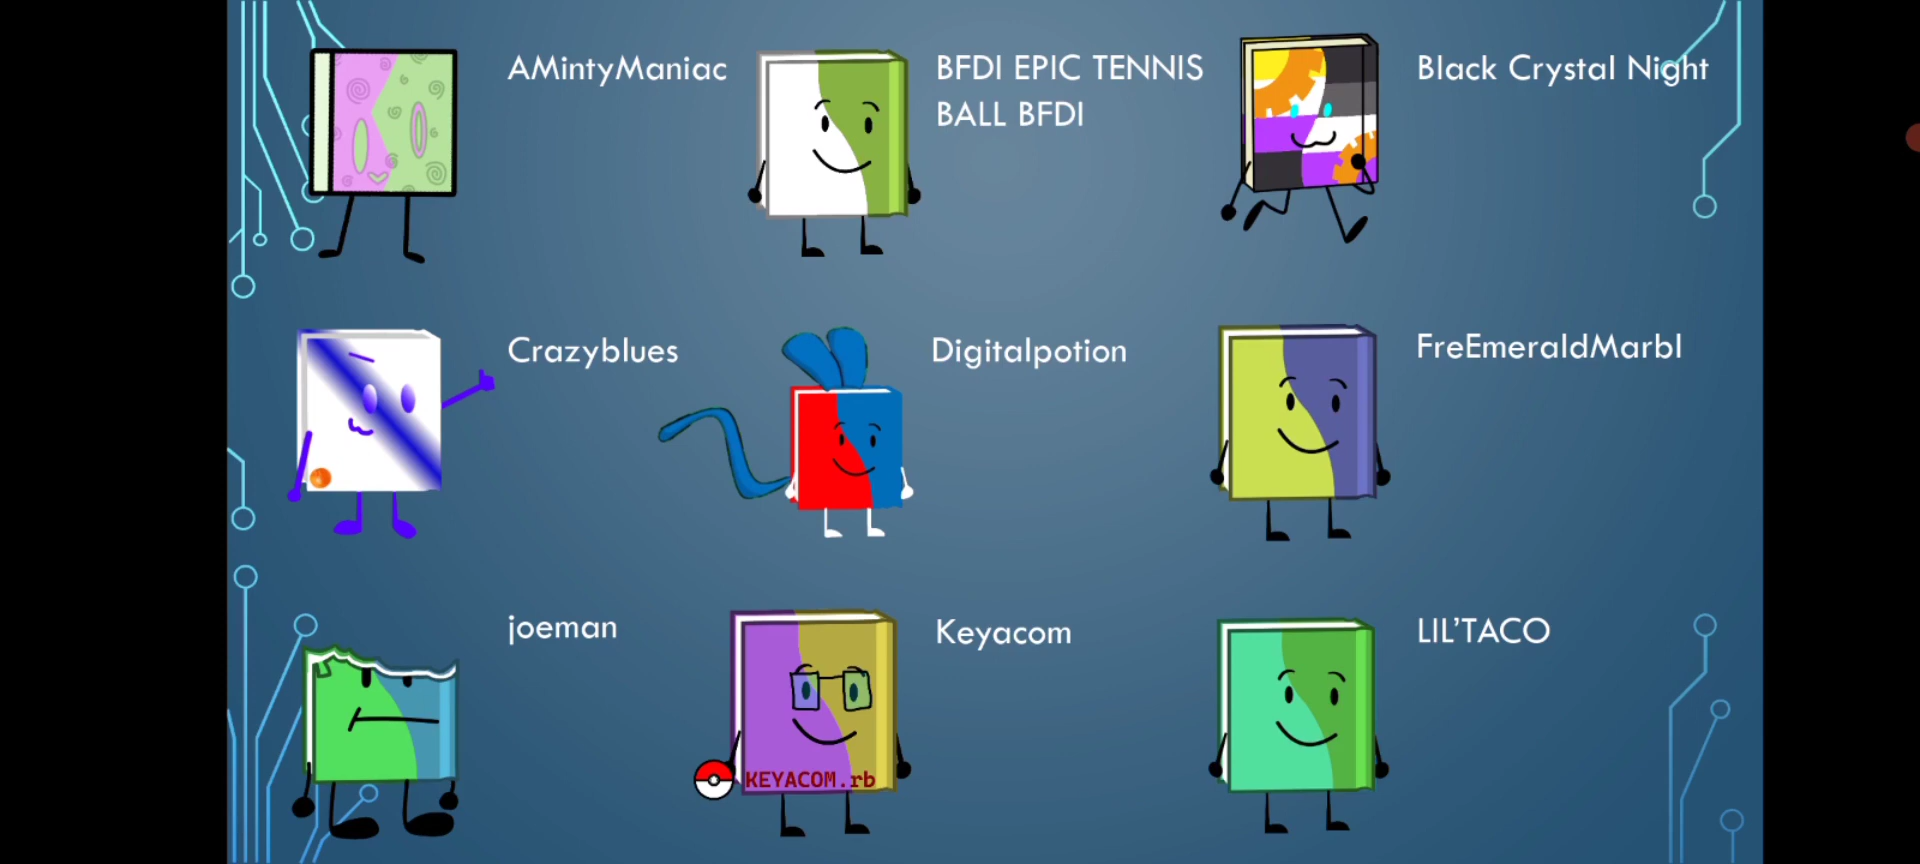 AMintyManiac
BFDI EPIC TENNIS
BALL BFDI
Black Crystal Night
Crazyblues
Digitalpotion
FreEmeraldMarbl
joeman
Keyacom
KEYACOM.rb
LIL'TACO